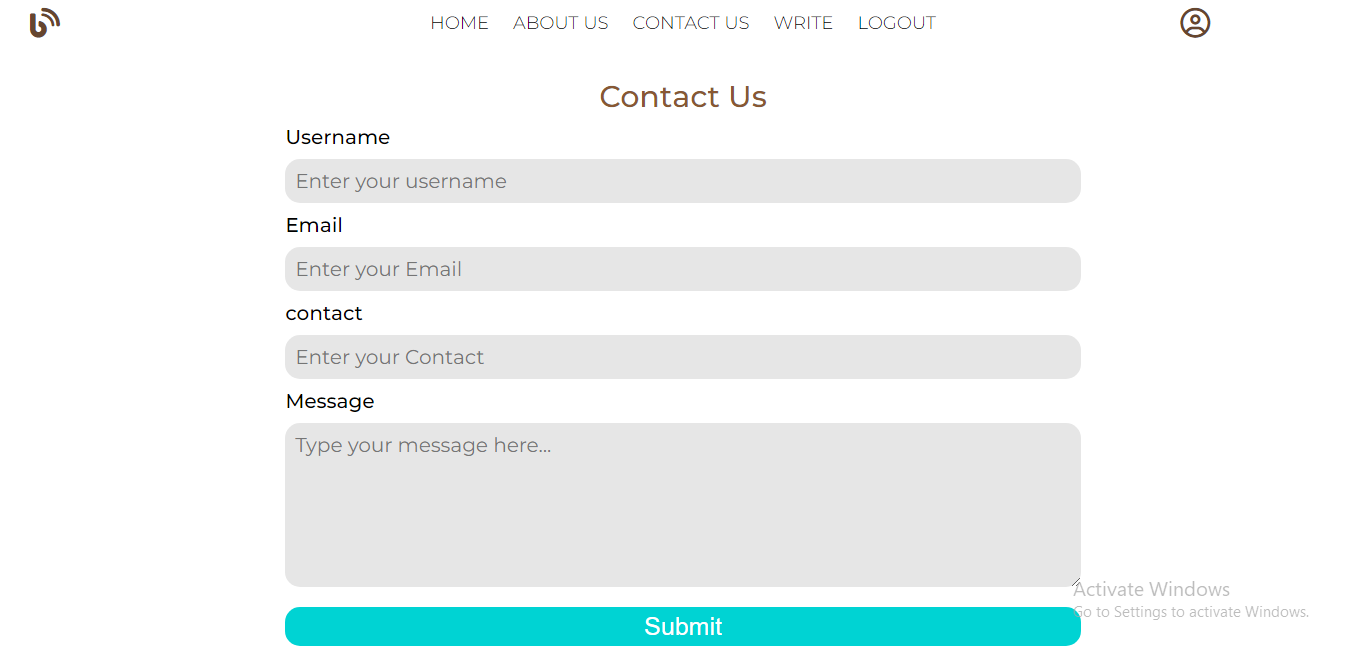 HOME ABOUT US CONTACT US WRITE LOGOUT
Contact Us
Username
Enter your username
Email
Enter your Email
contact
Enter your Contact
Message
Type your message here...
Activate Windows
Go to Settings to activate Windows.
Submit